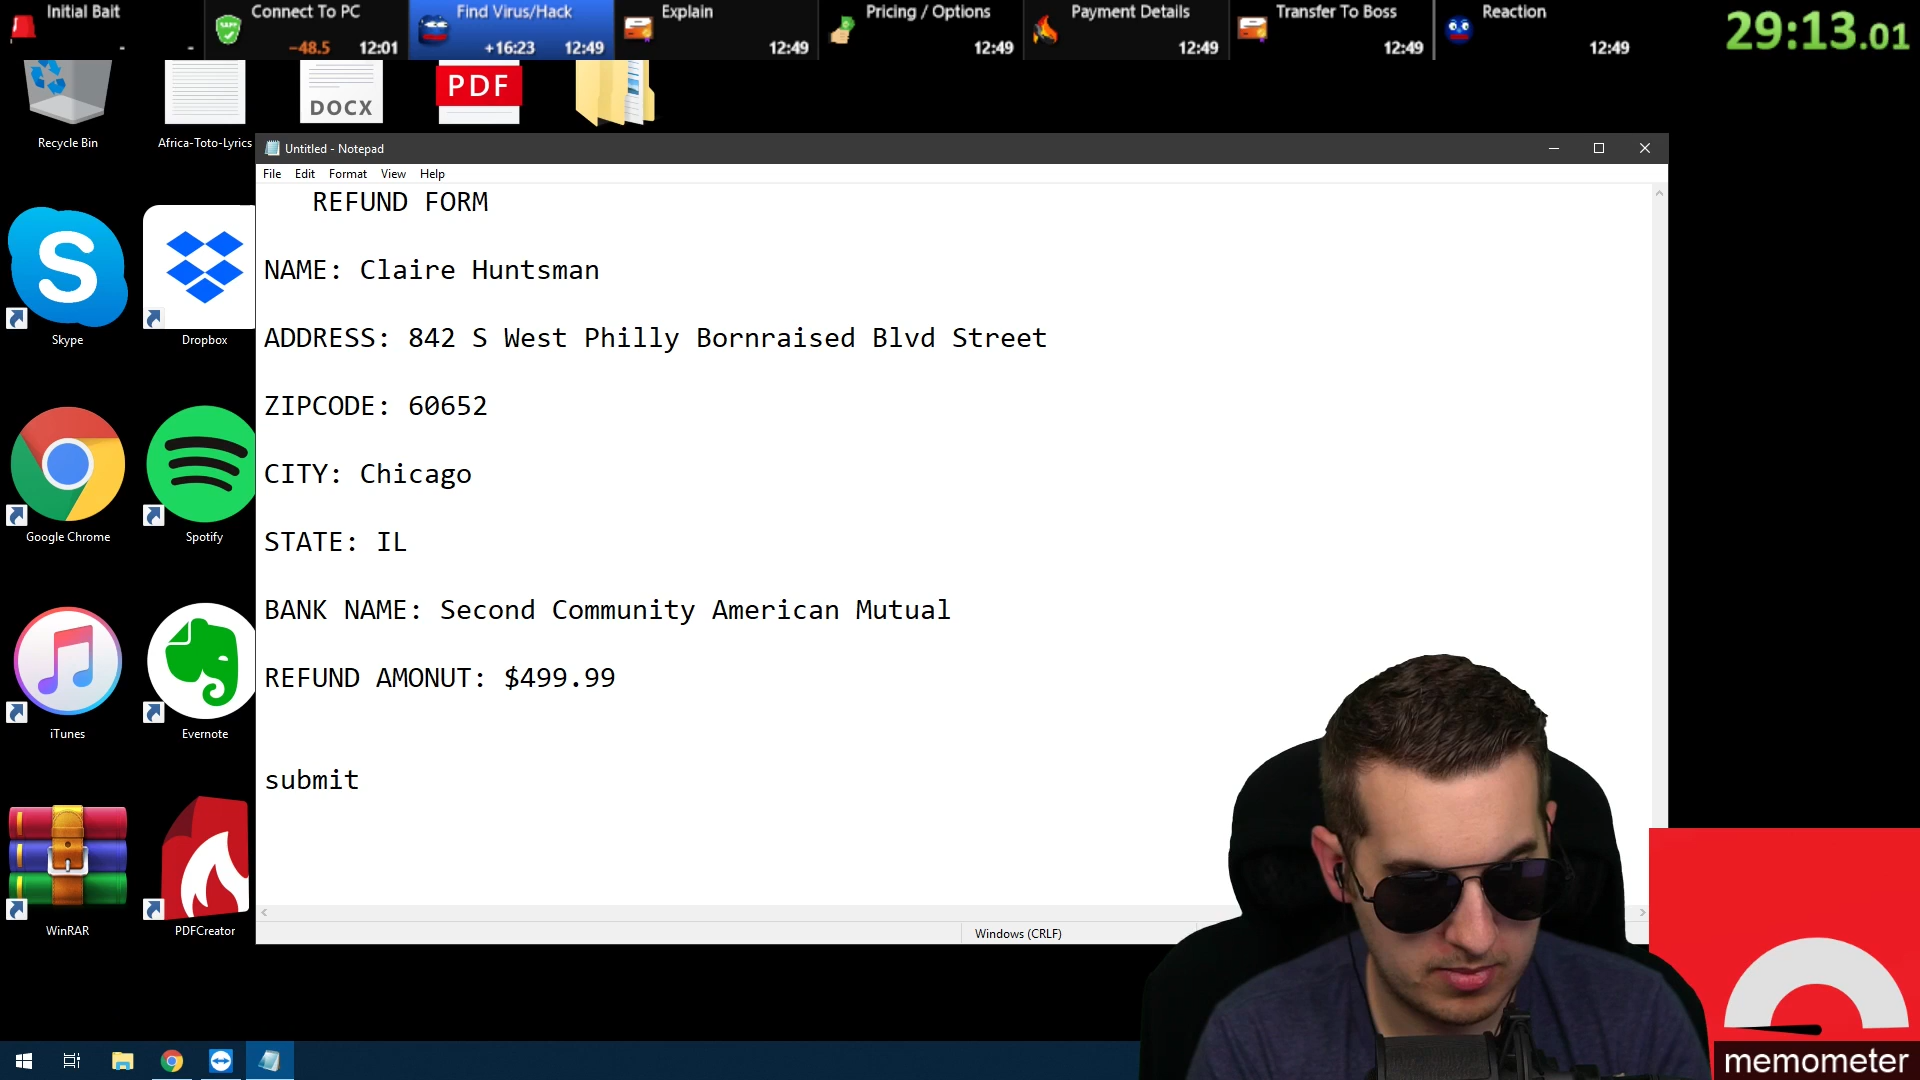 Initial Bait
-
-
Connect To PC
-48.5
12:01
Find Virus/Hack
+16:23
12:49
Explain
12:49
Pricing / Options
12:49
Payment Details
12:49
Transfer To Boss
12:49
Reaction
12:49
29:13.01
Recycle Bin
Africa-Toto-Lyrics
DOCX
PDF
Untitled - Notepad
File Edit Format View Help
REFUND FORM
NAME: Claire Huntsman
ADDRESS: 842 S West Philly Bornraised Blvd Street
ZIPCODE: 60652
CITY: Chicago
STATE: IL
BANK NAME: Second Community American Mutual
REFUND AMONUT: $499.99
submit
Windows (CRLF)
Skype
Dropbox
Google Chrome
Spotify
iTunes
Evernote
WinRAR
PDFCreator
memometer